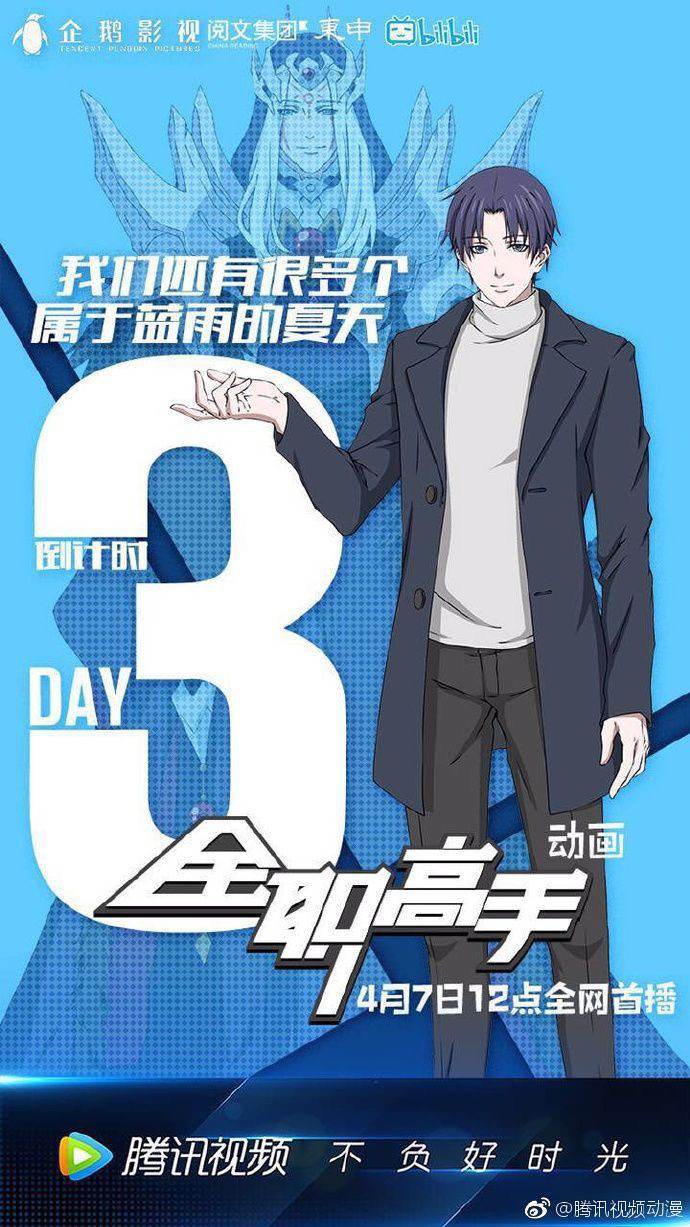 企鹅影视 阅文集团 東申 bilibili
TENCENT PENGUIN PICTURES CHINA READING
我们还有很多个
属于蓝雨的夏天
3
倒计时
DAY
全职高手
动画
4月7日12点全网首播
腾讯视频 不负好时光
@腾讯视频动漫